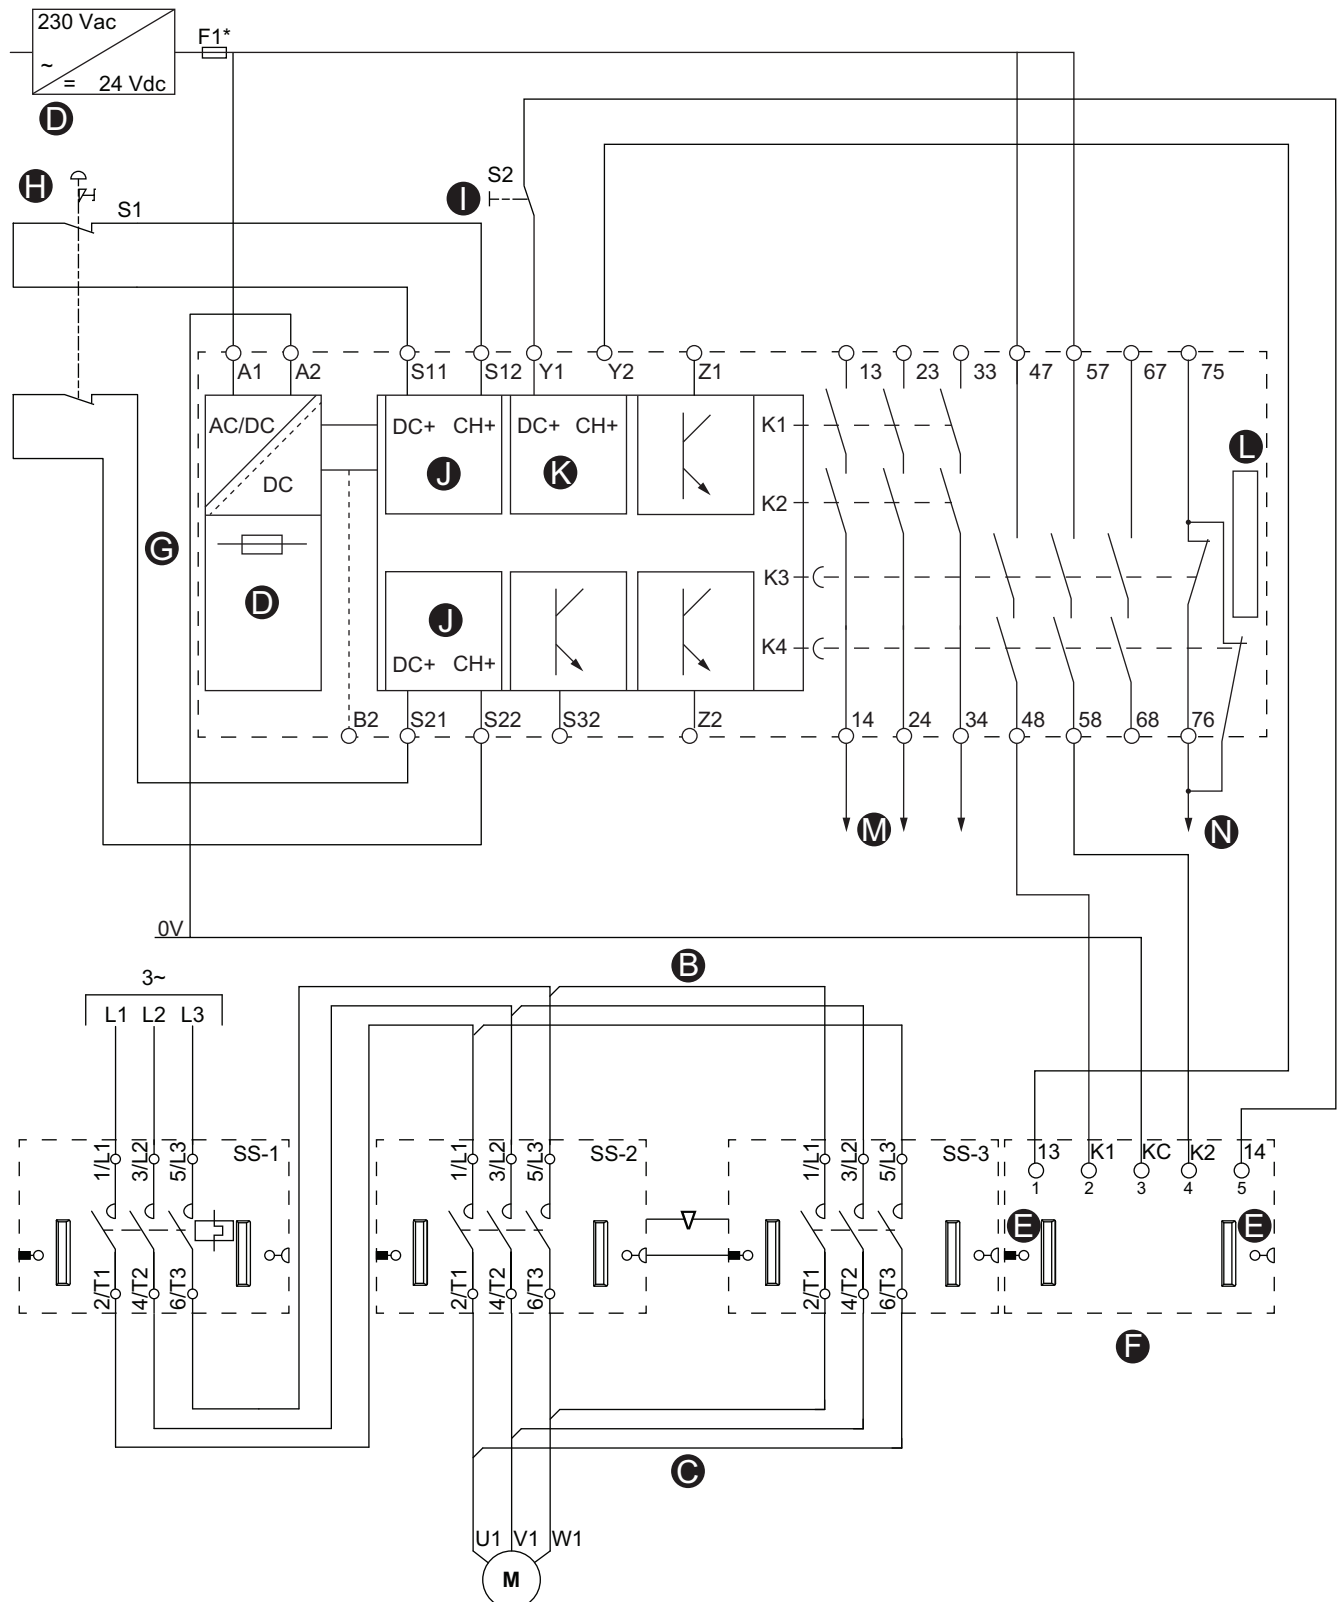 230 Vac
~
= 24 Vdc
F1*
D
H
S1
I
S2
A1 A2 S11 S12 Y1 Y2 Z1 13 23 33 47 57 67 75
AC/DC
DC
DC+ CH+
J
DC+ CH+
K
K1
K2
L
G
D
K3
J
DC+ CH+
K4
B2 S21 S22 S32 Z2 14 24 34 48 58 68 76
M
N
0V
B
3~
L1 L2 L3
1/L1 3/L2 5/L3 SS-1
1/L1 3/L2 5/L3 SS-2
1/L1 3/L2 5/L3 SS-3
13 K1 KC K2 14
1 2 3 4 5
E
E
2/T1 4/T2 6/T3
2/T1 4/T2 6/T3
2/T1 4/T2 6/T3
F
C
U1 V1 W1
M